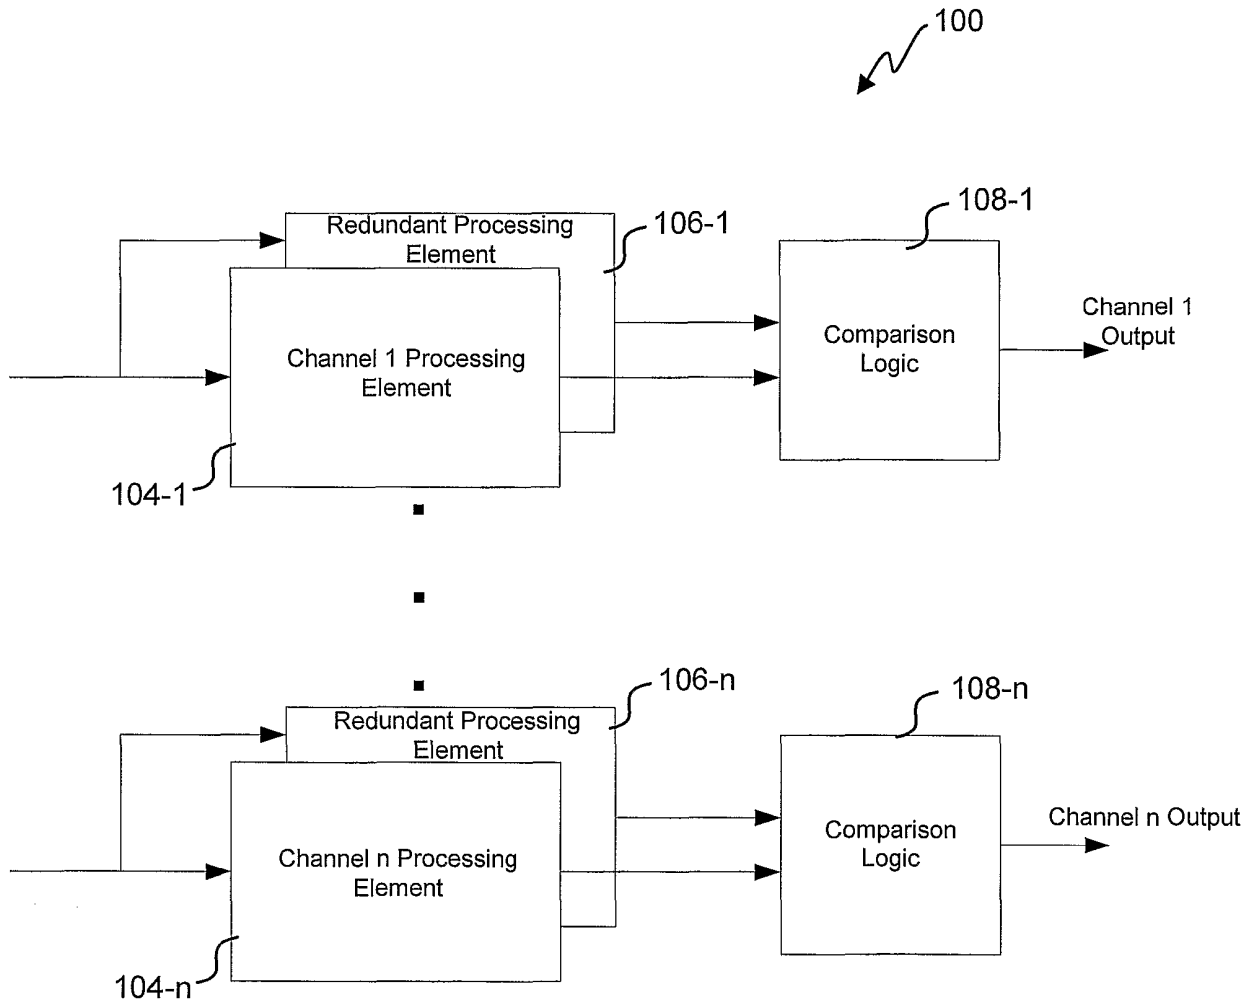 100
108-1
Redundant Processing
Element
106-1
Channel 1 Processing
Element
Comparison
Logic
Channel 1
Output
104-1
106-n
108-n
Redundant Processing
Element
Channel n Processing
Element
Comparison
Logic
Channel n Output
104-n